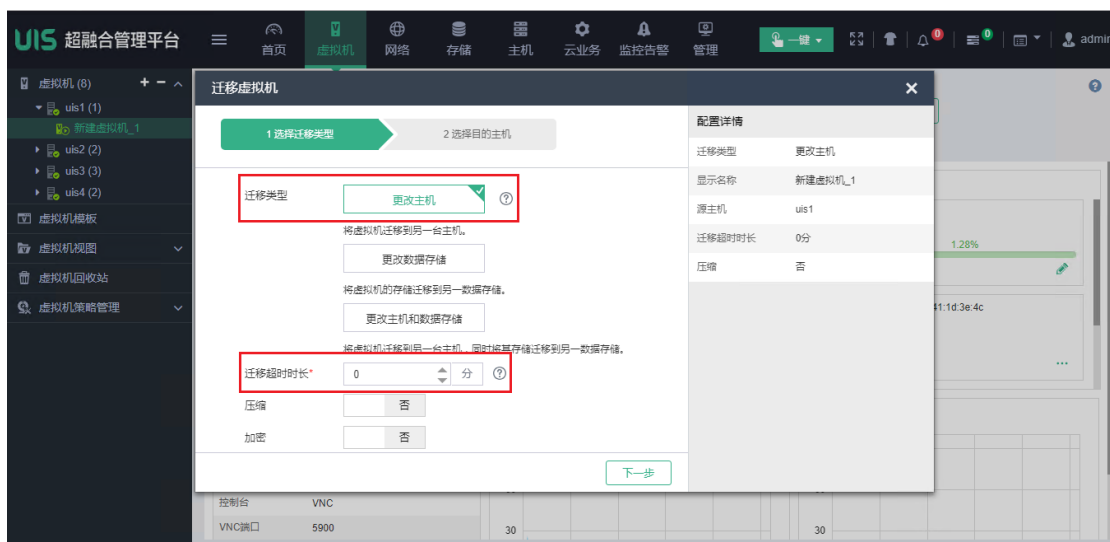 UIS 超融合管理平台
首页
虚拟机
网络
存储
主机
云业务
监控告警
管理
一键
0
0
admin
虚拟机 (8)
uis1 (1)
新建虚拟机_1
uis2 (2)
uis3 (3)
uis4 (2)
虚拟机模板
虚拟机视图
虚拟机回收站
虚拟机策略管理
迁移虚拟机
1 选择迁移类型
2 选择目的主机
迁移类型
更改主机
将虚拟机迁移到另一台主机。
更改数据存储
将虚拟机的存储迁移到另一数据存储。
更改主机和数据存储
将虚拟机迁移到另一台主机，同时将其存储迁移到另一数据存储。
迁移超时时长*
0
分
压缩
否
加密
否
下一步
配置详情
迁移类型 更改主机
显示名称 新建虚拟机_1
源主机 uis1
迁移超时时长 0分
压缩 否
1.28%
41:1d:3e:4c
控制台 VNC
VNC端口 5900
30
30